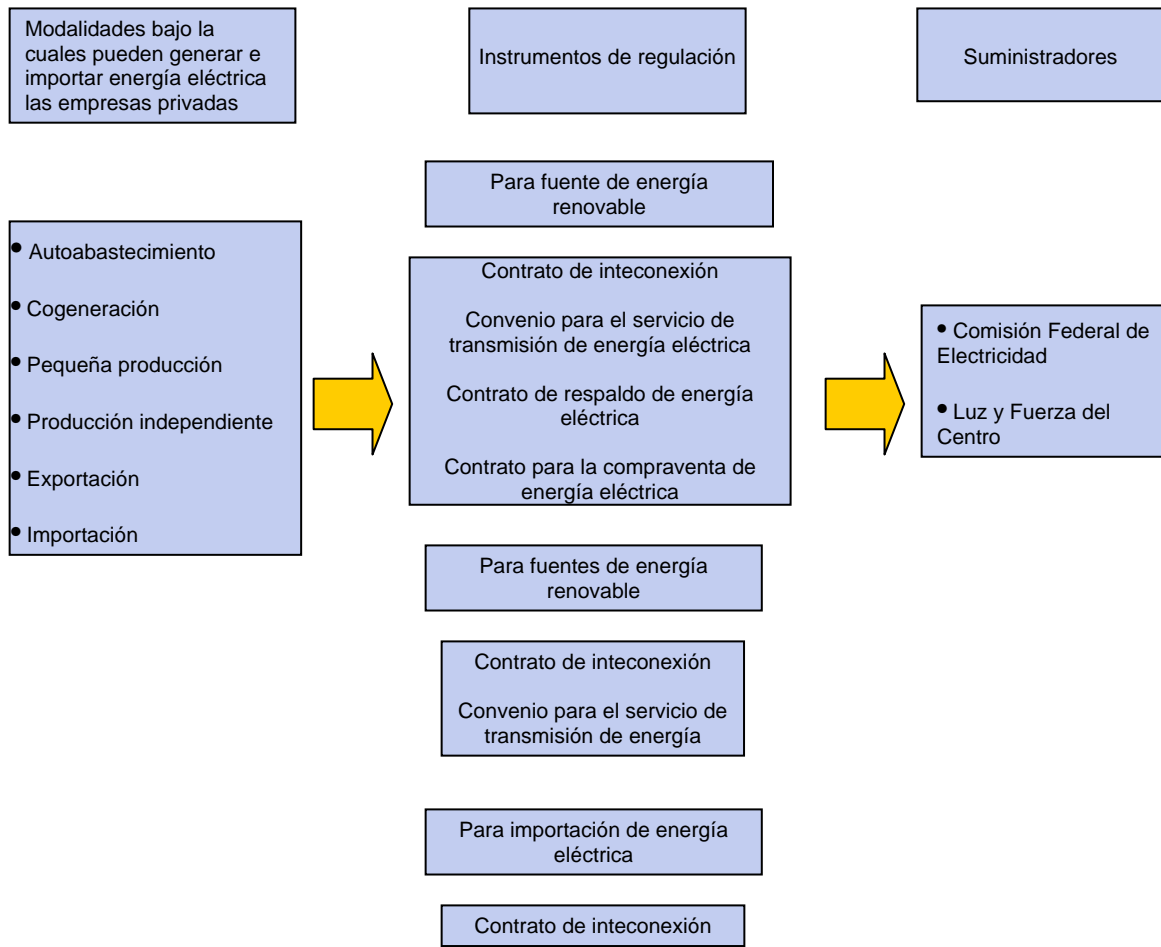 Modalidades bajo la
cuales pueden generar e
importar energía eléctrica
las empresas privadas
Instrumentos de regulación
Suministradores
• Autoabastecimiento
• Cogeneración
• Pequeña producción
• Producción independiente
• Exportación
• Importación
Para fuente de energía
renovable
Contrato de inteconexión
Convenio para el servicio de
transmisión de energía eléctrica
Contrato de respaldo de energía
eléctrica
Contrato para la compraventa de
energía eléctrica
Para fuentes de energía
renovable
Contrato de inteconexión
Convenio para el servicio de
transmisión de energía
Para importación de energía
eléctrica
Contrato de inteconexión
• Comisión Federal de
Electricidad
• Luz y Fuerza del
Centro